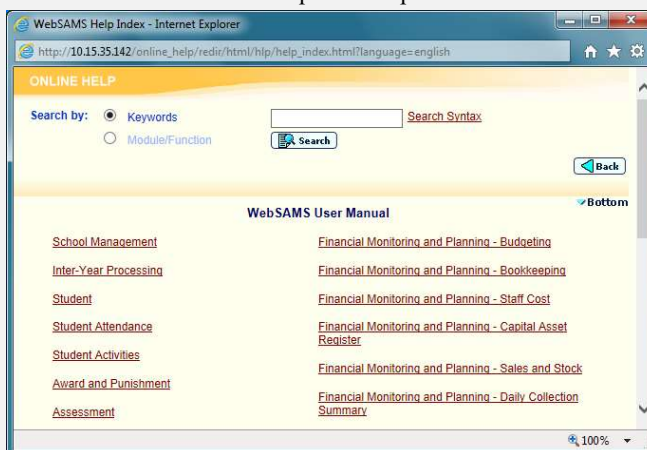 WebSAMS Help Index - Internet Explorer
http://10.15.35.142/online_help/redir/html/hlp/help_index.html?language=english
ONLINE HELP
Search by:
Keywords
Search Syntax
Module/Function
Search
Back
Bottom
WebSAMS User Manual
School Management
Inter-Year Processing
Student
Student Attendance
Student Activities
Award and Punishment
Assessment
Financial Monitoring and Planning - Budgeting
Financial Monitoring and Planning - Bookkeeping
Financial Monitoring and Planning - Staff Cost
Financial Monitoring and Planning - Capital Asset
Register
Financial Monitoring and Planning - Sales and Stock
Financial Monitoring and Planning - Daily Collection
Summary
100%